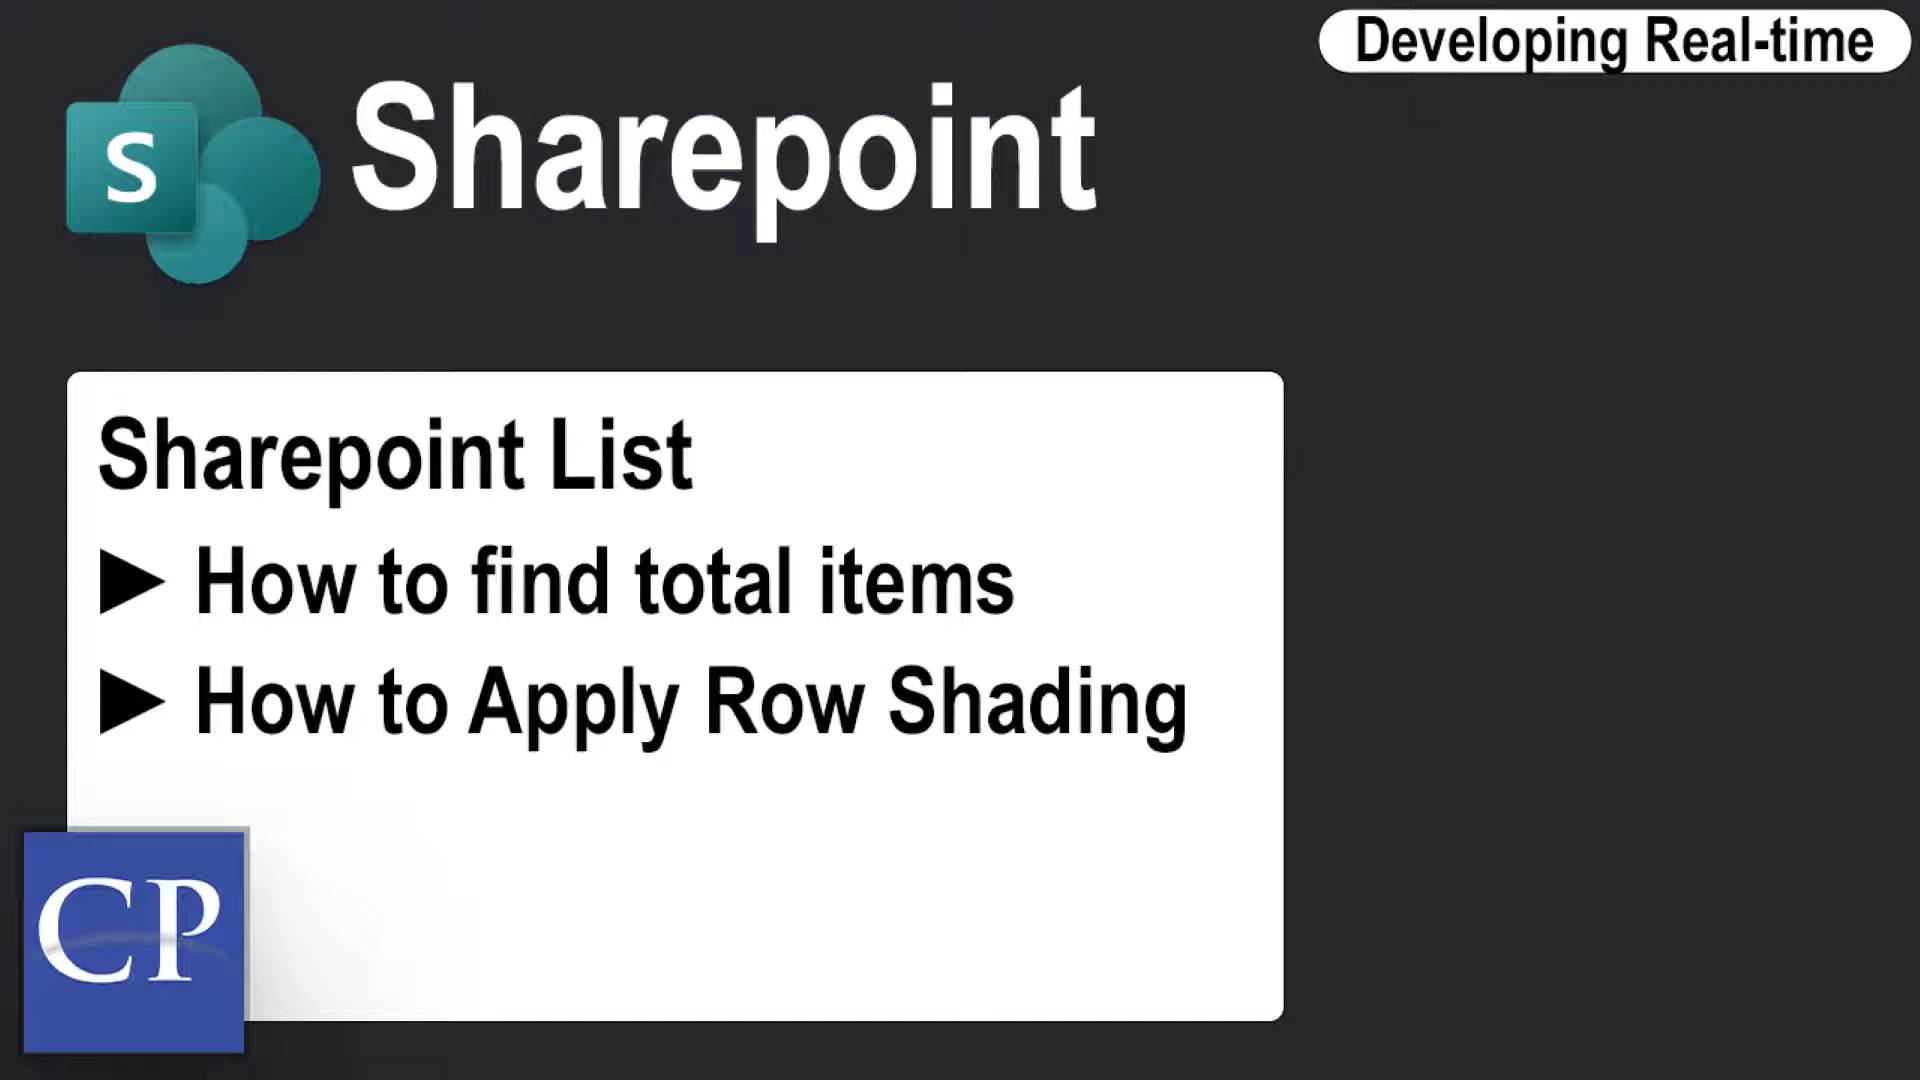 Developing Real-time
S
Sharepoint
Sharepoint List
► How to find total items
► How to Apply Row Shading
CP